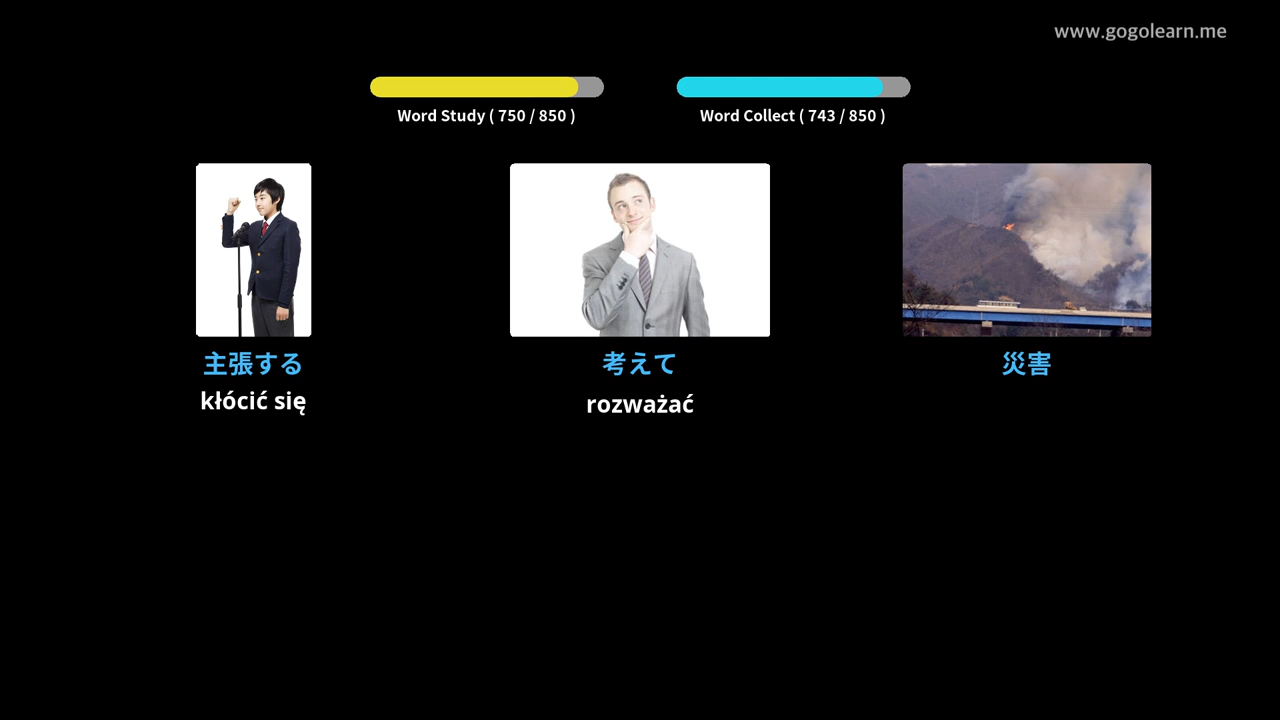 www.gogolearn.me
Word Study ( 750 / 850 )
Word Collect ( 743 / 850 )
主張する
kłócić się
考えて
rozważać
災害